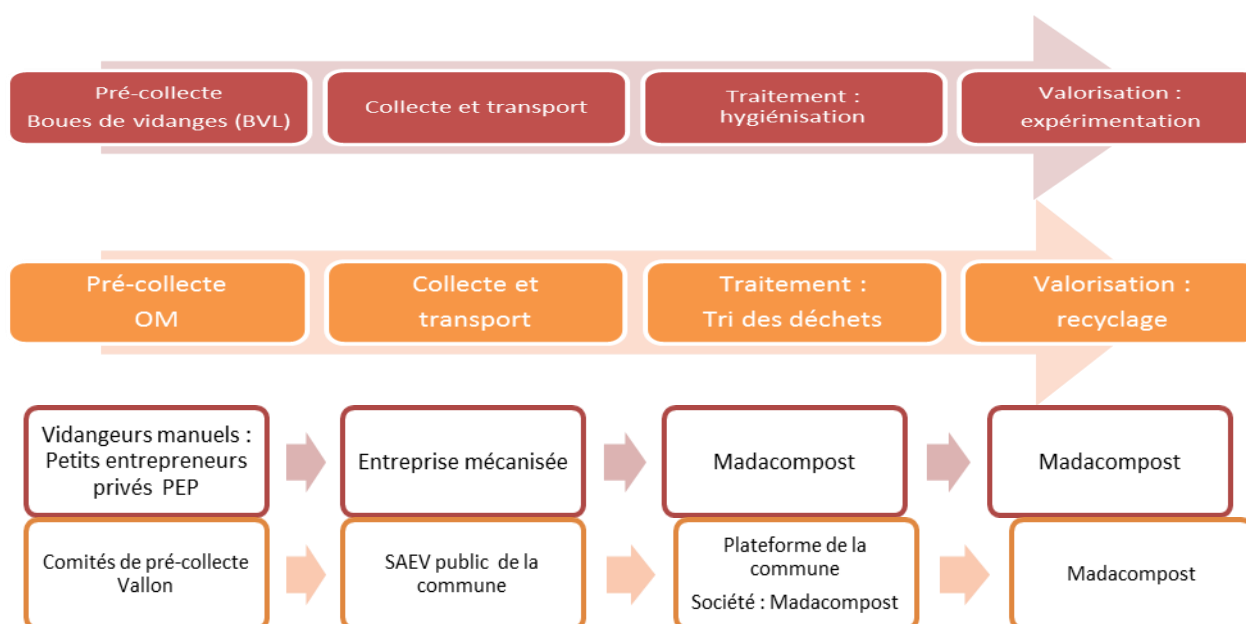 Pré-collecte
Boues de vidanges (BVL)
Collecte et transport
Traitement :
hygiénisation
Valorisation :
expérimentation
Pré-collecte
OM
Collecte et
transport
Traitement :
Tri des déchets
Valorisation :
recyclage
Vidangeurs manuels :
Petits entrepreneurs
privés PEP
Entreprise mécanisée
Madacompost
Madacompost
Comités de pré-collecte
Vallon
SAEV public de la
commune
Plateforme de la
commune
Société : Madacompost
Madacompost